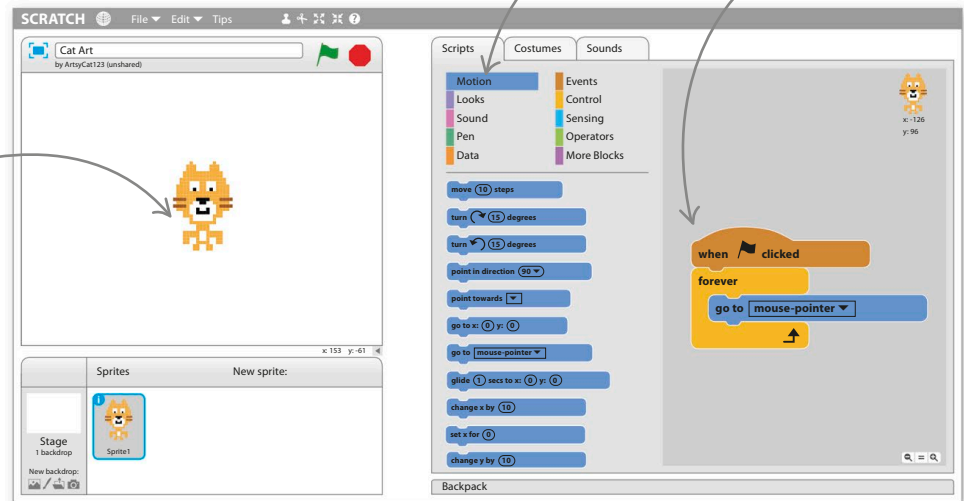 SCRATCH File Edit Tips
Cat Art
by ArtsyCat123 (unshared)
x: 153 y: -61
Sprites New sprite:
Stage
1 backdrop
New backdrop:
i
Sprite1
Scripts Costumes Sounds
Motion Events
Looks Control
Sound Sensing
Pen Operators
Data More Blocks
move 10 steps
turn 15 degrees
turn 15 degrees
point in direction 90
point towards
go to x: 0 y: 0
go to mouse-pointer
glide 1 secs to x: 0 y: 0
change x by 10
set x for 0
change y by 10
x: -126
y: 96
when clicked
forever
go to mouse-pointer
Backpack